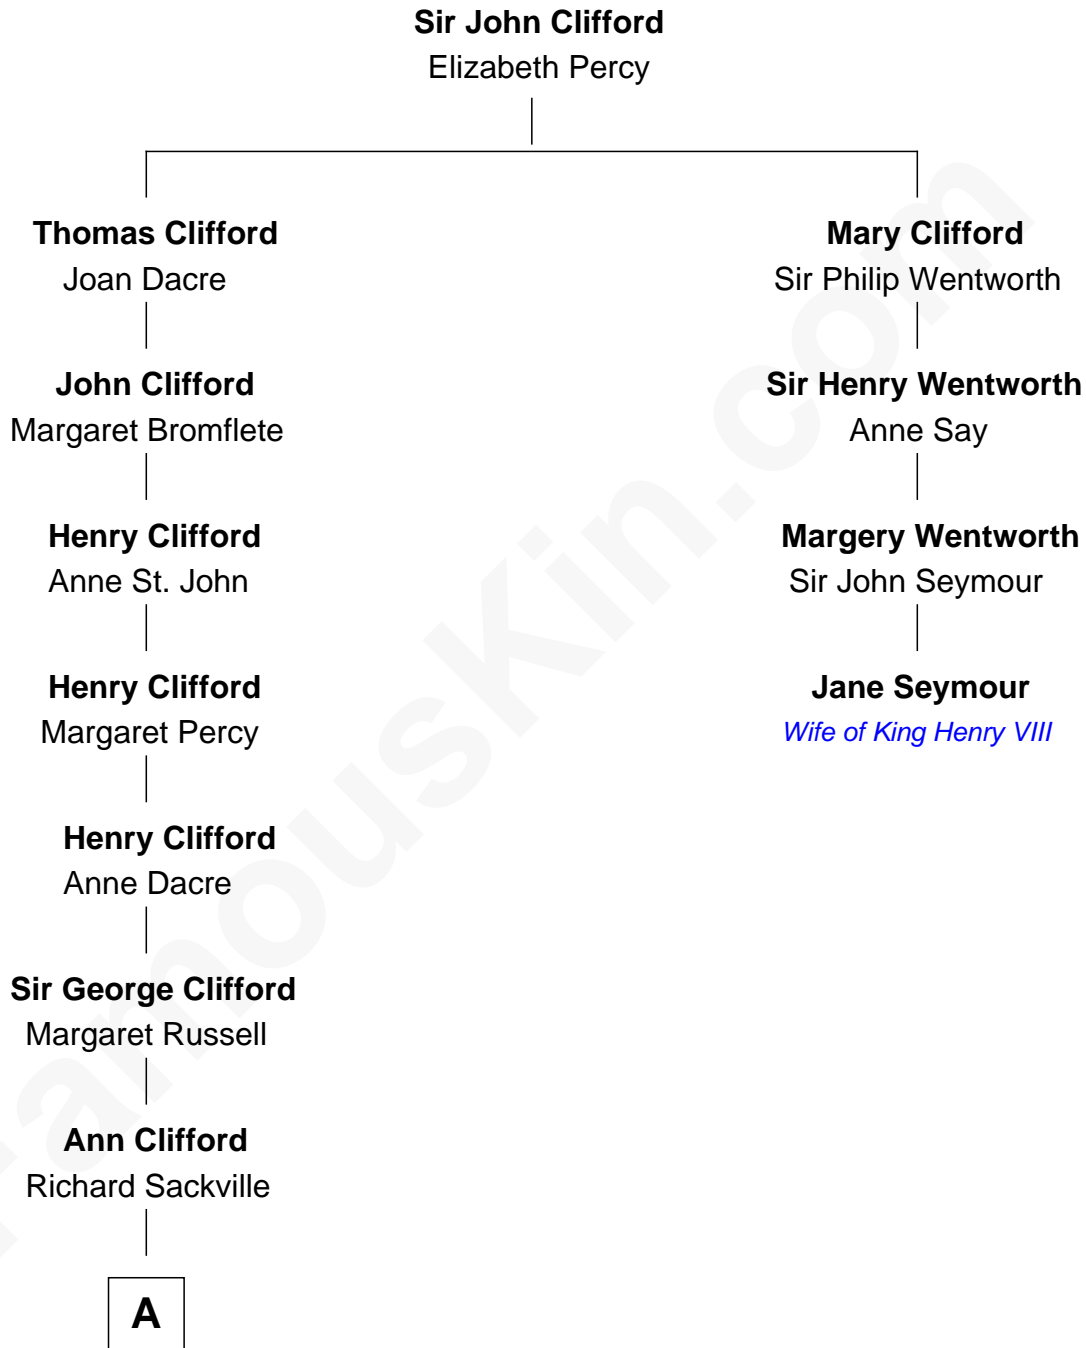 Sir John Clifford
Elizabeth Percy
Thomas Clifford
Joan Dacre
John Clifford
Margaret Bromflete
Henry Clifford
Anne St. John
Henry Clifford
Margaret Percy
Henry Clifford
Anne Dacre
Sir George Clifford
Margaret Russell
Ann Clifford
Richard Sackville
A
Mary Clifford
Sir Philip Wentworth
Sir Henry Wentworth
Anne Say
Margery Wentworth
Sir John Seymour
Jane Seymour
Wife of King Henry VIII
FamousKin.com